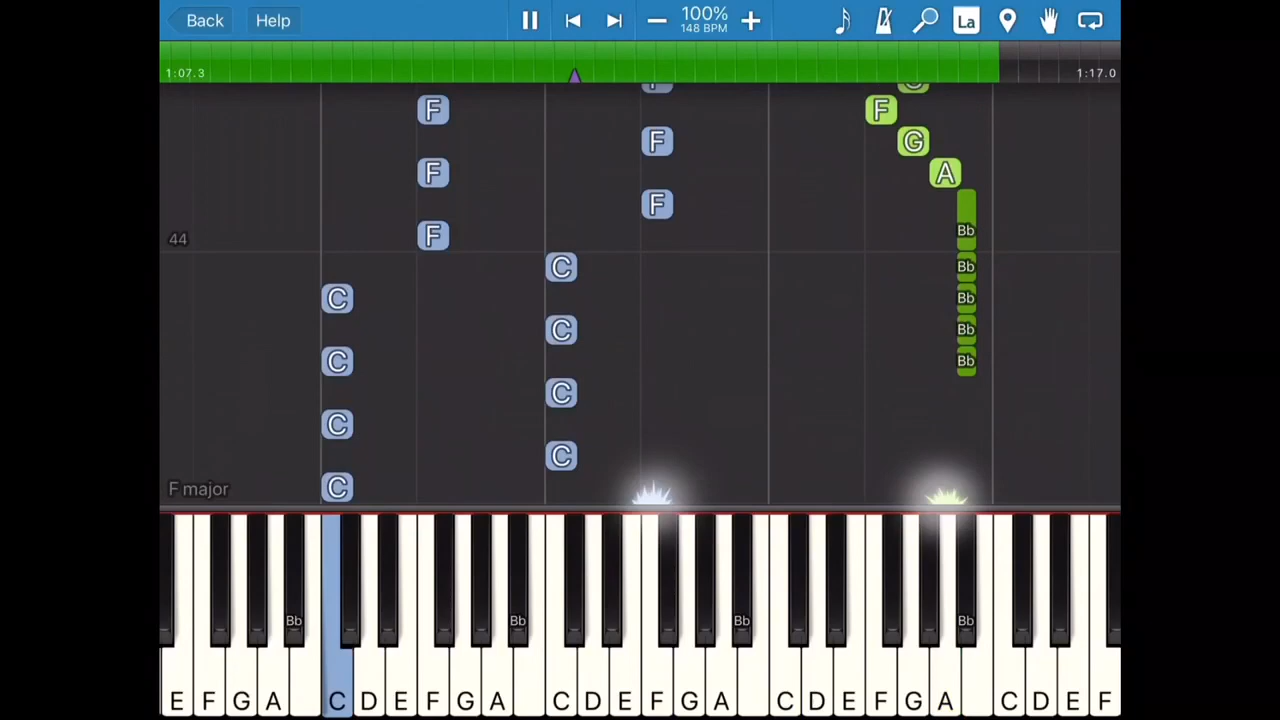 Back Help 100% La
148 BPM
1:07.3 1:17.0
F
F F G
F A
F
F Bb
44
C Bb
C Bb
C Bb
C Bb
C
C
C
F major C
Bb Bb Bb Bb
E F G A C D E F G A C D E F G A C D E F G A C D E F